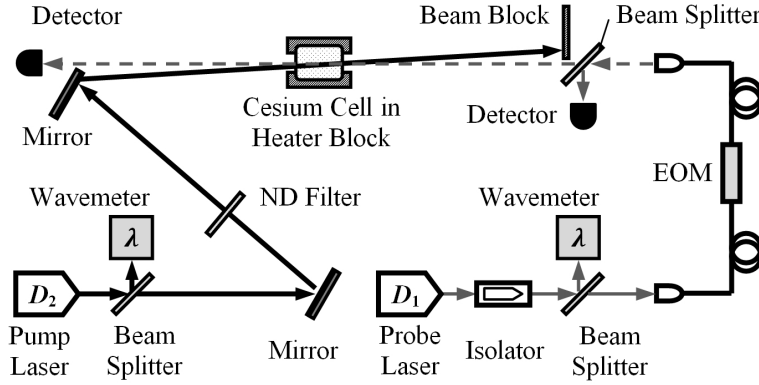 Beam Block
Beam Splitter
Detector
Cesium Cell in
Heater Block
Mirror
Detector
EOM
Wavemeter
ND Filter
Wavemeter
λ
λ
D2
D1
Pump
Laser
Beam
Splitter
Mirror
Probe
Laser
Isolator
Beam
Splitter